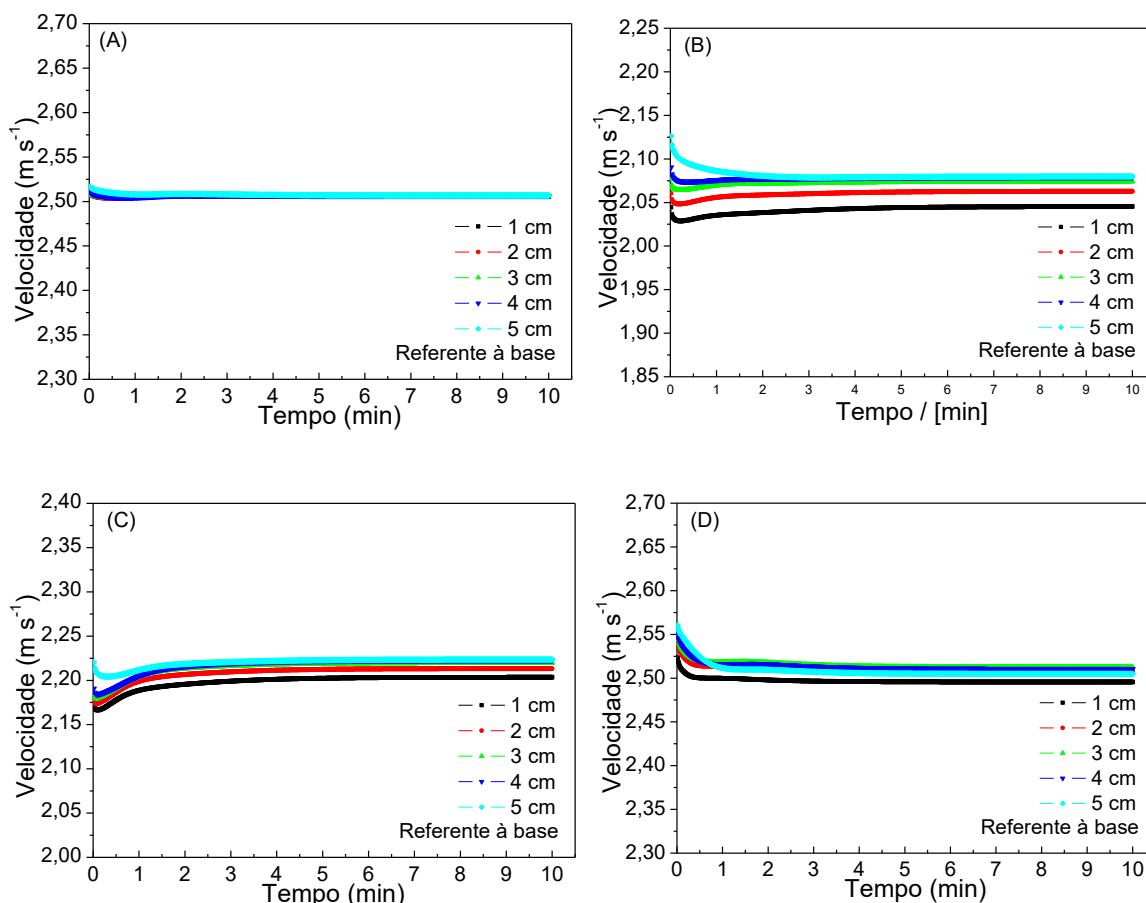 (A)
Velocidade (m s⁻¹)
2,70
2,65
2,60
2,55
2,50
2,45
2,40
2,35
2,30
0 1 2 3 4 5 6 7 8 9 10
Tempo (min)
1 cm
2 cm
3 cm
4 cm
5 cm
Referente à base
(B)
Velocidade (m s⁻¹)
2,25
2,20
2,15
2,10
2,05
2,00
1,95
1,90
1,85
0 1 2 3 4 5 6 7 8 9 10
Tempo / [min]
1 cm
2 cm
3 cm
4 cm
5 cm
Referente à base
(C)
Velocidade (m s⁻¹)
2,40
2,35
2,30
2,25
2,20
2,15
2,10
2,05
2,00
0 1 2 3 4 5 6 7 8 9 10
Tempo (min)
1 cm
2 cm
3 cm
4 cm
5 cm
Referente à base
(D)
Velocidade (m s⁻¹)
2,70
2,65
2,60
2,55
2,50
2,45
2,40
2,35
2,30
0 1 2 3 4 5 6 7 8 9 10
Tempo (min)
1 cm
2 cm
3 cm
4 cm
5 cm
Referente à base